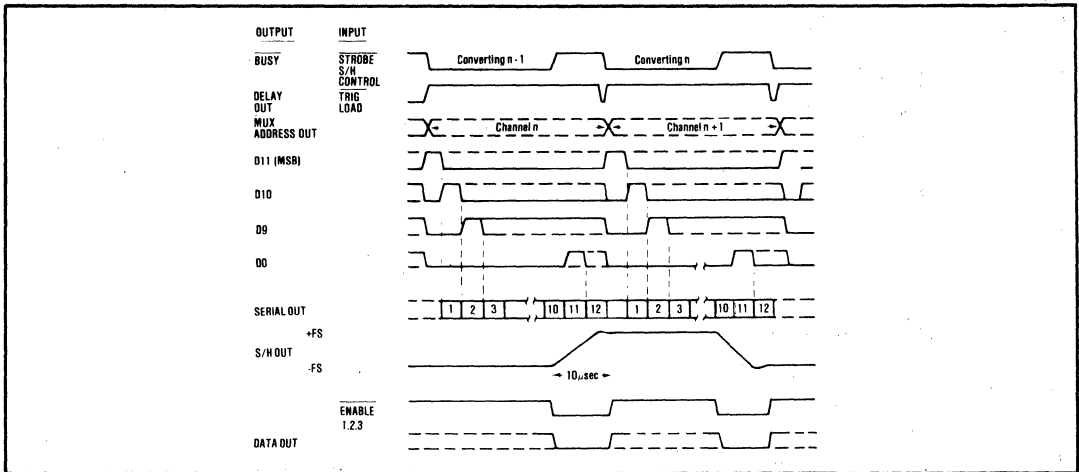 OUTPUT INPUT
BUSY STROBE Converting n - 1 Converting n
S/H
CONTROL
DELAY TRIG
OUT LOAD
MUX
ADDRESS OUT Channel n Channel n + 1
D11 (MSB)
D10
D9
D0
SERIAL OUT 1 2 3 10 11 12 1 2 3 10 11 12
+FS
S/H OUT
-FS
10μsec
ENABLE
1.2.3
DATA OUT